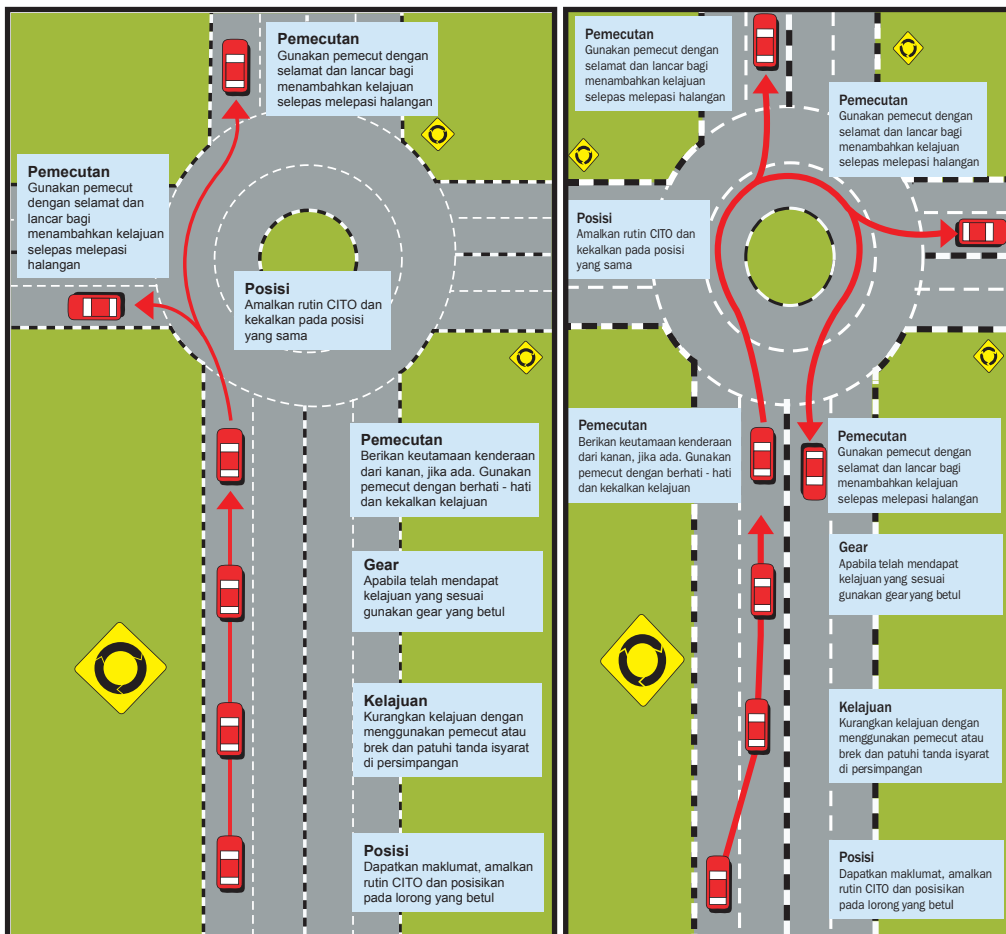 Pemecutan
Gunakan pemecut dengan
selamat dan lancar bagi
menambahkan kelajuan
selepas melepasi halangan
Pemecutan
Gunakan pemecut
dengan selamat dan
lancar bagi
menambahkan kelajuan
selepas melepasi
halangan
Posisi
Amalkan rutin CITO dan
kekalkan pada posisi
yang sama
Pemecutan
Berikan keutamaan kenderaan
dari kanan, jika ada. Gunakan
pemecut dengan berhati - hati
dan kekalkan kelajuan
Gear
Apabila telah mendapat
kelajuan yang sesuai
gunakan gear yang betul
Kelajuan
Kurangkan kelajuan dengan
menggunakan pemecut atau
brek dan patuhi tanda isyarat
di persimpangan
Posisi
Dapatkan maklumat, amalkan
rutin CITO dan posisikan
pada lorong yang betul
Pemecutan
Gunakan pemecut dengan
selamat dan lancar bagi
menambahkan kelajuan
selepas melepasi halangan
Pemecutan
Gunakan pemecut dengan
selamat dan lancar bagi
menambahkan kelajuan
selepas melepasi halangan
Posisi
Amalkan rutin CITO dan
kekalkan pada posisi
yang sama
Pemecutan
Berikan keutamaan kenderaan
dari kanan, jika ada. Gunakan
pemecut dengan berhati - hati
dan kekalkan kelajuan
Pemecutan
Gunakan pemecut dengan
selamat dan lancar bagi
menambahkan kelajuan
selepas melepasi halangan
Gear
Apabila telah mendapat
kelajuan yang sesuai
gunakan gear yang betul
Kelajuan
Kurangkan kelajuan dengan
menggunakan pemecut atau
brek dan patuhi tanda isyarat
di persimpangan
Posisi
Dapatkan maklumat, amalkan
rutin CITO dan posisikan
pada lorong yang betul